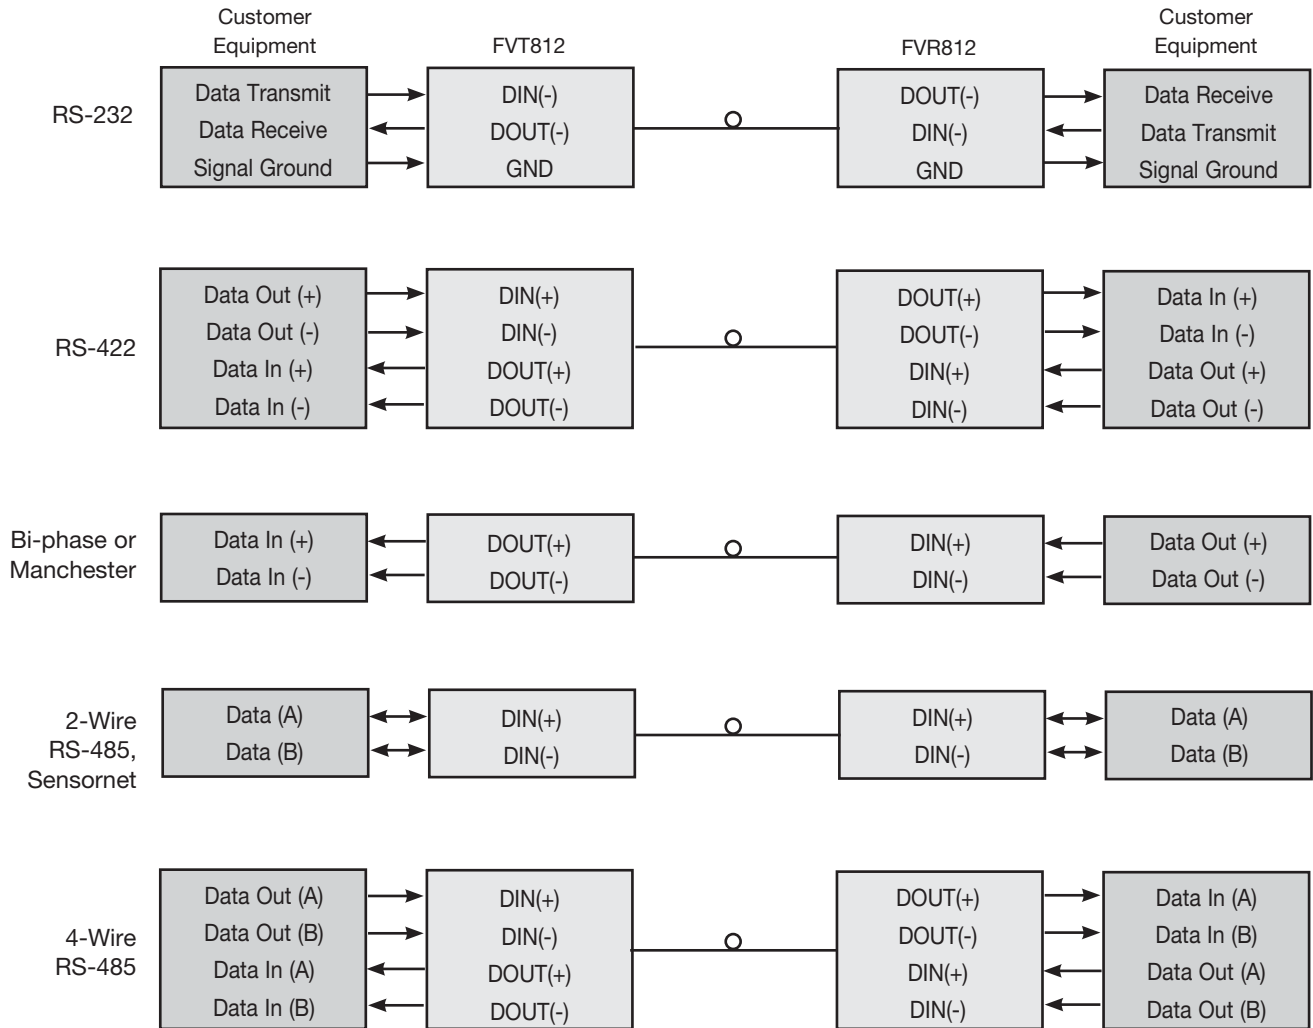 Customer
Equipment
FVT812
FVR812
Customer
Equipment
RS-232
Data Transmit
Data Receive
Signal Ground
DIN(-)
DOUT(-)
GND
DOUT(-)
DIN(-)
GND
Data Receive
Data Transmit
Signal Ground
RS-422
Data Out (+)
Data Out (-)
Data In (+)
Data In (-)
DIN(+)
DIN(-)
DOUT(+)
DOUT(-)
DOUT(+)
DOUT(-)
DIN(+)
DIN(-)
Data In (+)
Data In (-)
Data Out (+)
Data Out (-)
Bi-phase or
Manchester
Data In (+)
Data In (-)
DOUT(+)
DOUT(-)
DIN(+)
DIN(-)
Data Out (+)
Data Out (-)
2-Wire
RS-485,
Sensornet
Data (A)
Data (B)
DIN(+)
DIN(-)
DIN(+)
DIN(-)
Data (A)
Data (B)
4-Wire
RS-485
Data Out (A)
Data Out (B)
Data In (A)
Data In (B)
DIN(+)
DIN(-)
DOUT(+)
DOUT(-)
DOUT(+)
DOUT(-)
DIN(+)
DIN(-)
Data In (A)
Data In (B)
Data Out (A)
Data Out (B)